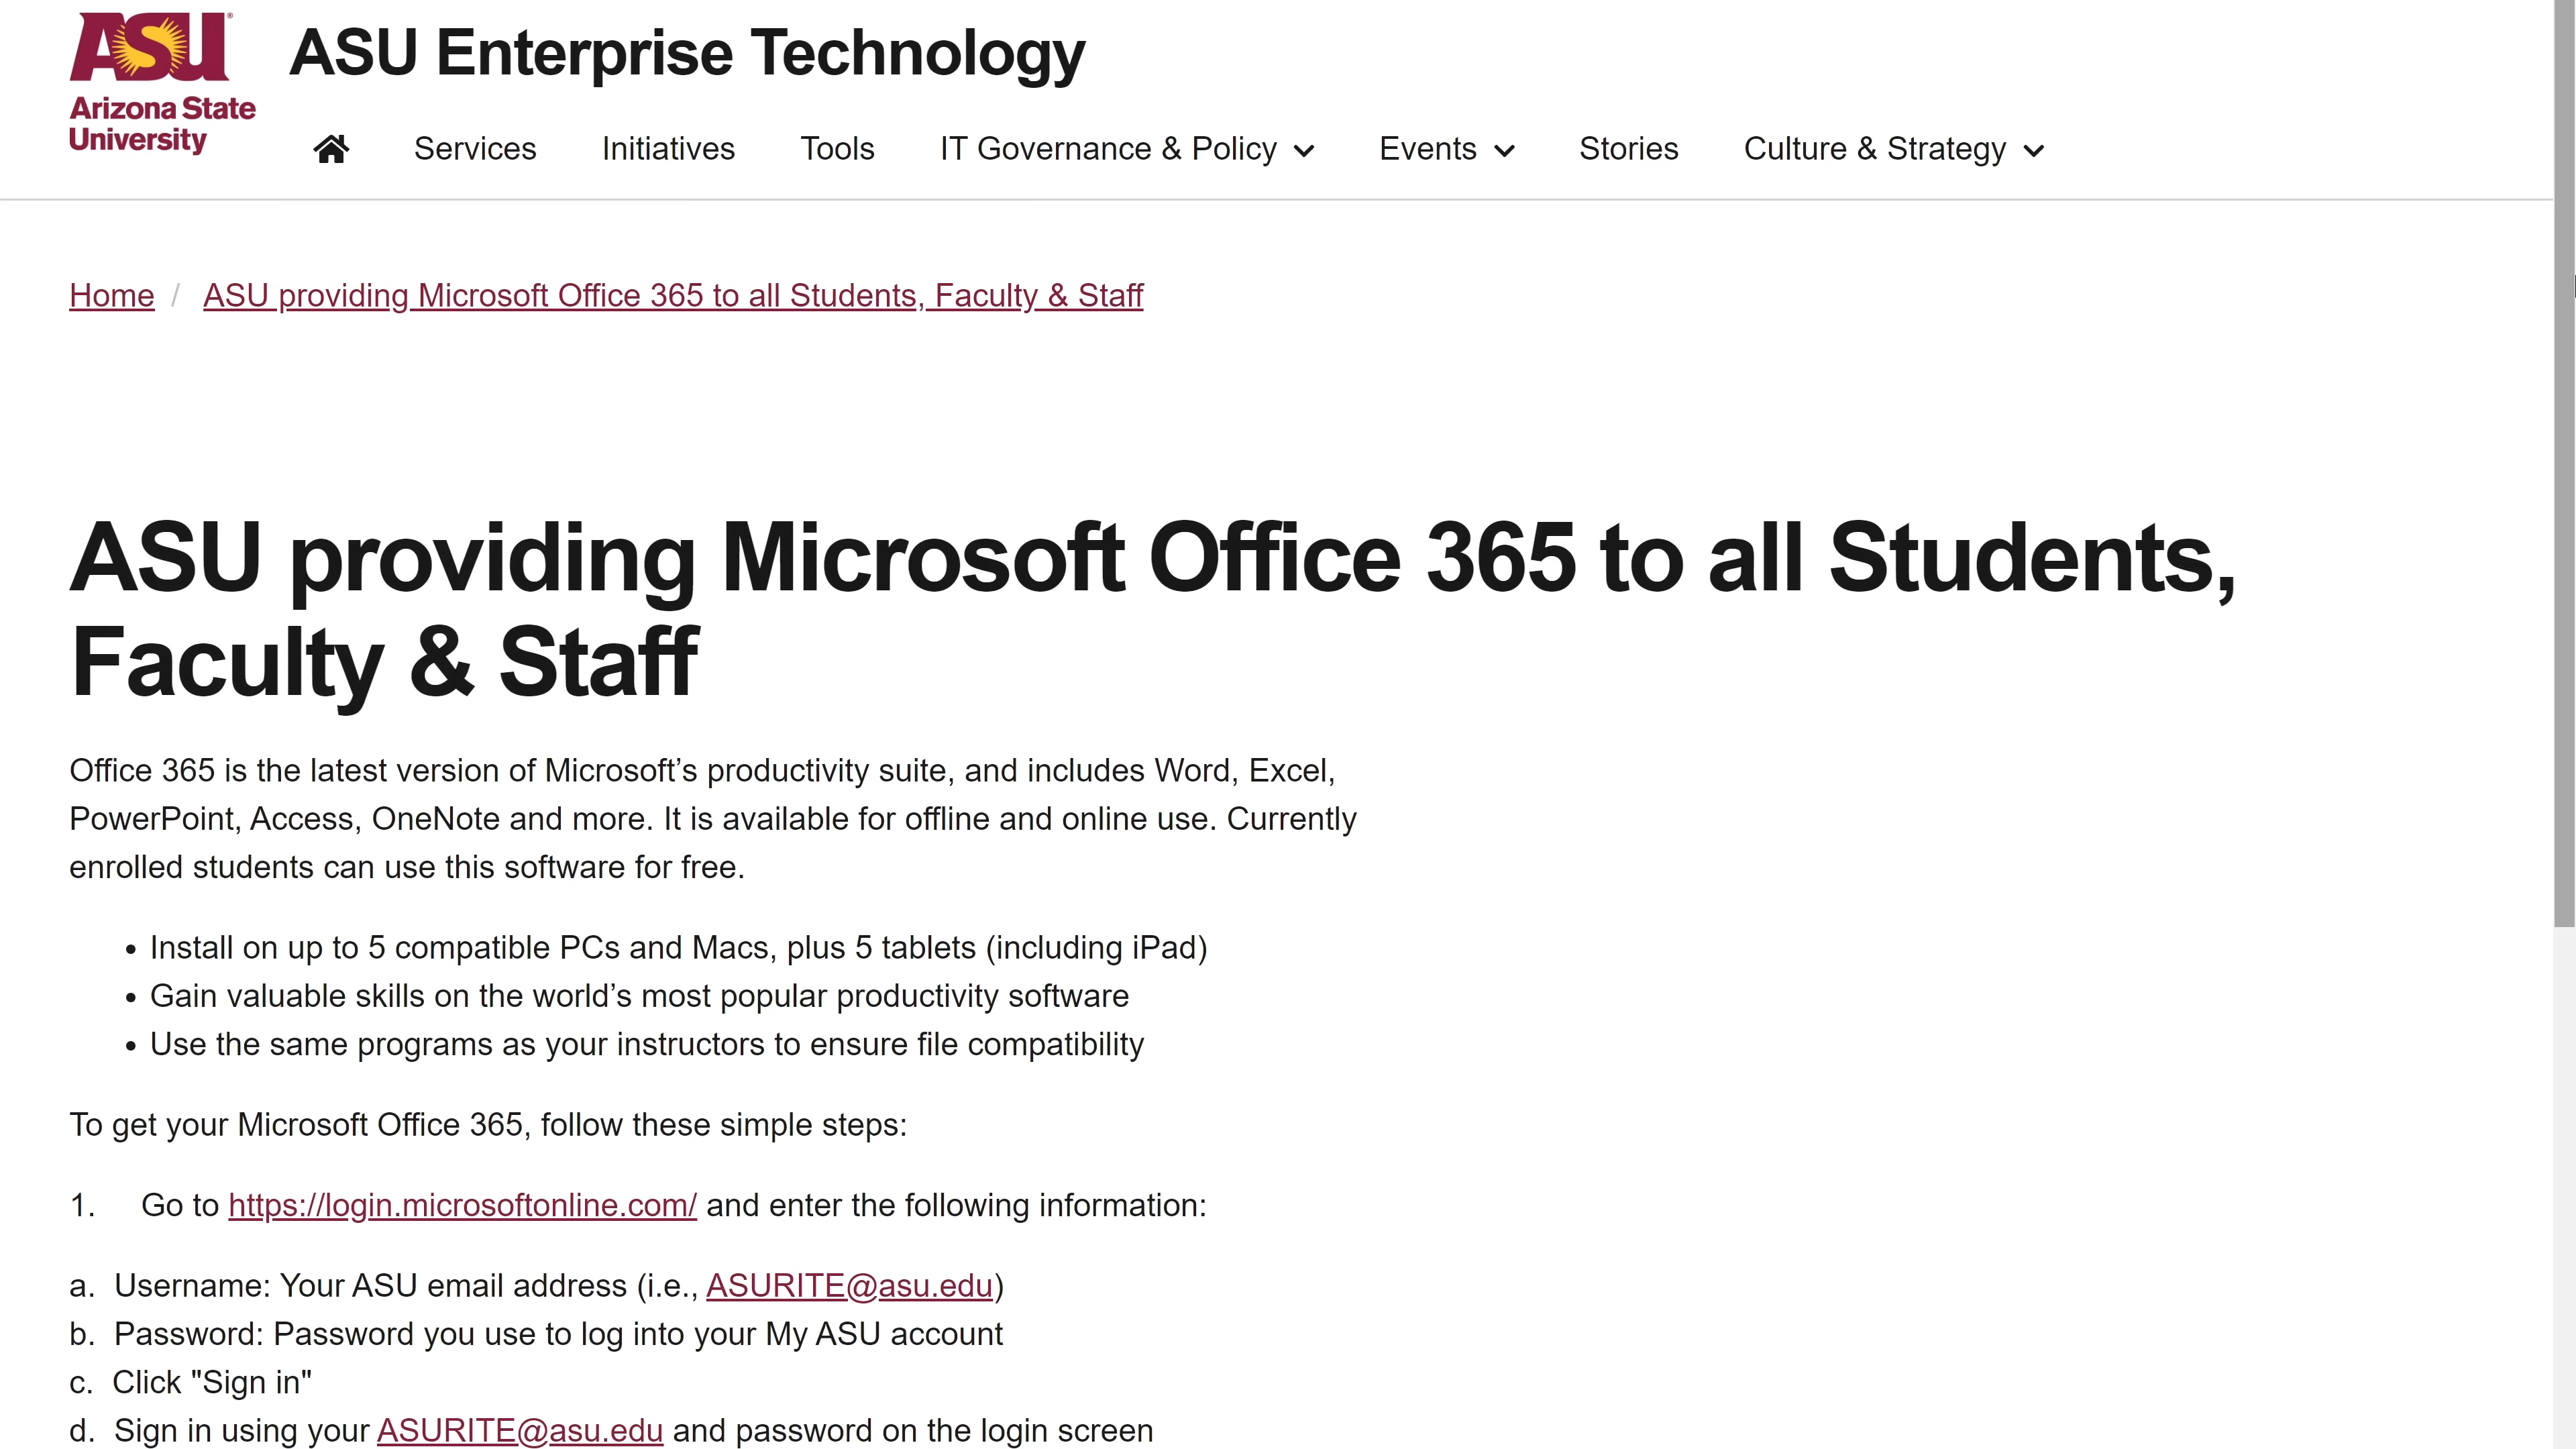 ASU
Arizona State
University
ASU Enterprise Technology
Services Initiatives Tools IT Governance & Policy Events Stories Culture & Strategy
Home / ASU providing Microsoft Office 365 to all Students, Faculty & Staff
ASU providing Microsoft Office 365 to all Students,
Faculty & Staff
Office 365 is the latest version of Microsoft’s productivity suite, and includes Word, Excel,
PowerPoint, Access, OneNote and more. It is available for offline and online use. Currently
enrolled students can use this software for free.
• Install on up to 5 compatible PCs and Macs, plus 5 tablets (including iPad)
• Gain valuable skills on the world’s most popular productivity software
• Use the same programs as your instructors to ensure file compatibility
To get your Microsoft Office 365, follow these simple steps:
1. Go to https://login.microsoftonline.com/ and enter the following information:
a. Username: Your ASU email address (i.e., ASURITE@asu.edu)
b. Password: Password you use to log into your My ASU account
c. Click "Sign in"
d. Sign in using your ASURITE@asu.edu and password on the login screen